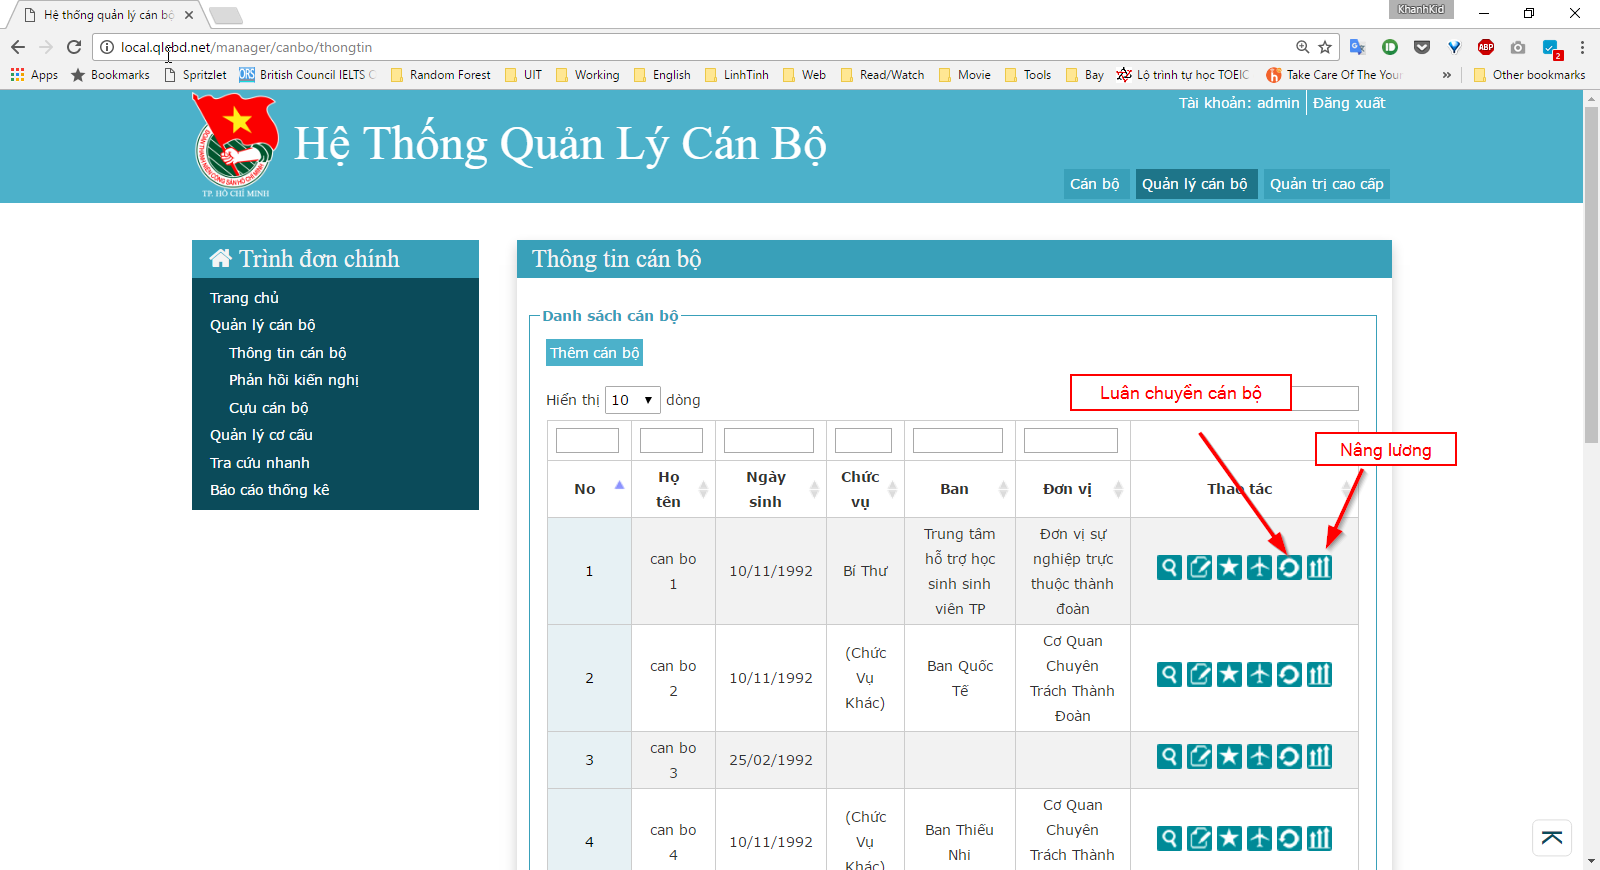 Hệ thống quản lý cán bộ
KhanhKid
local.qlcbd.net/manager/canbo/thongtin
Apps Bookmarks Spritzlet British Council IELTS Random Forest UIT Working English LinhTinh Web Read/Watch Movie Tools Bay Lộ trình tự học TOEIC Take Care Of The Your » Other bookmarks
ABP
2
Tài khoản: admin Đăng xuất
Hệ Thống Quản Lý Cán Bộ
TP. HỒ CHÍ MINH
Cán bộ Quản lý cán bộ Quản trị cao cấp
Trình đơn chính
Trang chủ
Quản lý cán bộ
Thông tin cán bộ
Phản hồi kiến nghị
Cựu cán bộ
Quản lý cơ cấu
Tra cứu nhanh
Báo cáo thống kê
Thông tin cán bộ
Danh sách cán bộ
Thêm cán bộ
Hiển thị 10 dòng
Luân chuyển cán bộ
Nâng lương
No Họ tên Ngày sinh Chức vụ Ban Đơn vị Thao tác
1 can bo 1 10/11/1992 Bí Thư Trung tâm hỗ trợ học sinh sinh viên TP Đơn vị sự nghiệp trực thuộc thành đoàn
2 can bo 2 10/11/1992 (Chức Vụ Khác) Ban Quốc Tế Cơ Quan Chuyên Trách Thành Đoàn
3 can bo 3 25/02/1992
4 can bo 4 10/11/1992 (Chức Vụ Khác) Ban Thiếu Nhi Cơ Quan Chuyên Trách Thành